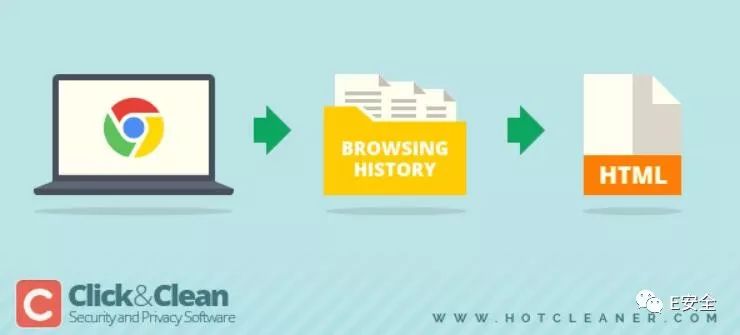 BROWSING
HISTORY
HTML
C
Click&Clean
Security and Privacy Software
E安全
WWW.HOTCLEANER.COM